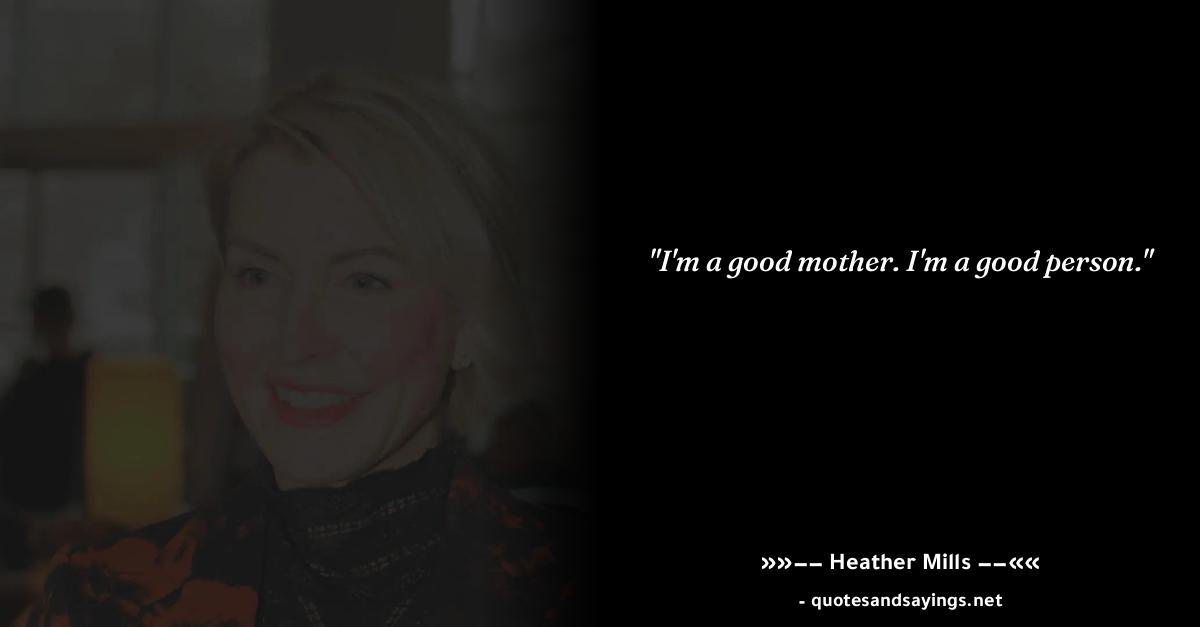 "I'm a good mother. I'm a good person."
»»−− Heather Mills −−««
- quotesandsayings.net